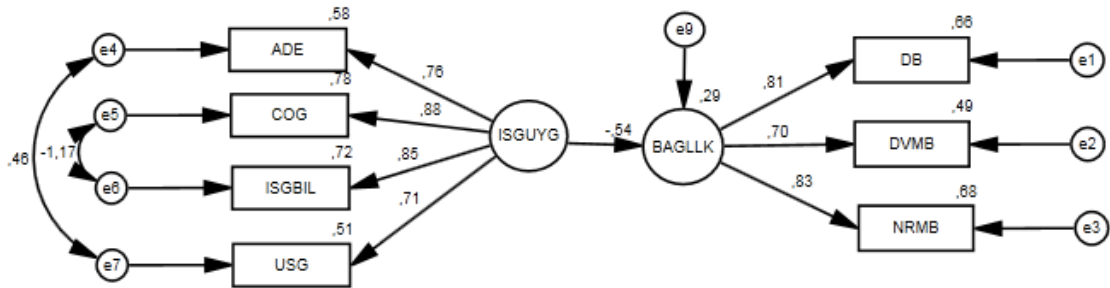 ,58
e4
ADE
,76
,78
e5
COG
,88
,46
-1,17
,72
e6
ISGBIL
,85
,51
e7
USG
,71
ISGUYG
-,54
e9
,29
BAGLLK
,66
,81
DB
e1
,49
,70
DVMB
e2
,68
,83
NRMB
e3